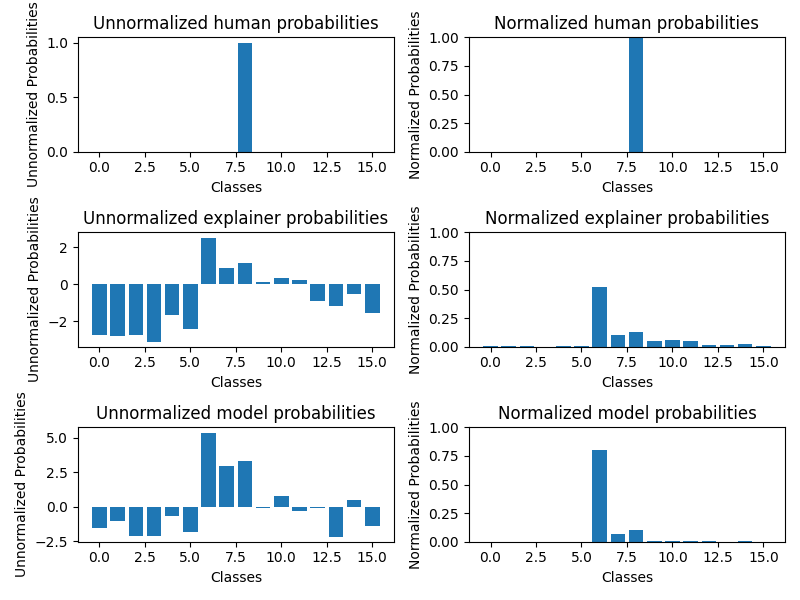 Unnormalized human probabilities
Unnormalized Probabilities
1.0
0.5
0.0
0.0 2.5 5.0 7.5 10.0 12.5 15.0
Classes
Normalized human probabilities
Normalized Probabilities
1.00
0.75
0.50
0.25
0.00
0.0 2.5 5.0 7.5 10.0 12.5 15.0
Classes
Unnormalized explainer probabilities
Unnormalized Probabilities
2
0
−2
0.0 2.5 5.0 7.5 10.0 12.5 15.0
Classes
Normalized explainer probabilities
Normalized Probabilities
1.00
0.75
0.50
0.25
0.00
0.0 2.5 5.0 7.5 10.0 12.5 15.0
Classes
Unnormalized model probabilities
Unnormalized Probabilities
5.0
2.5
0.0
−2.5
0.0 2.5 5.0 7.5 10.0 12.5 15.0
Classes
Normalized model probabilities
Normalized Probabilities
1.00
0.75
0.50
0.25
0.00
0.0 2.5 5.0 7.5 10.0 12.5 15.0
Classes